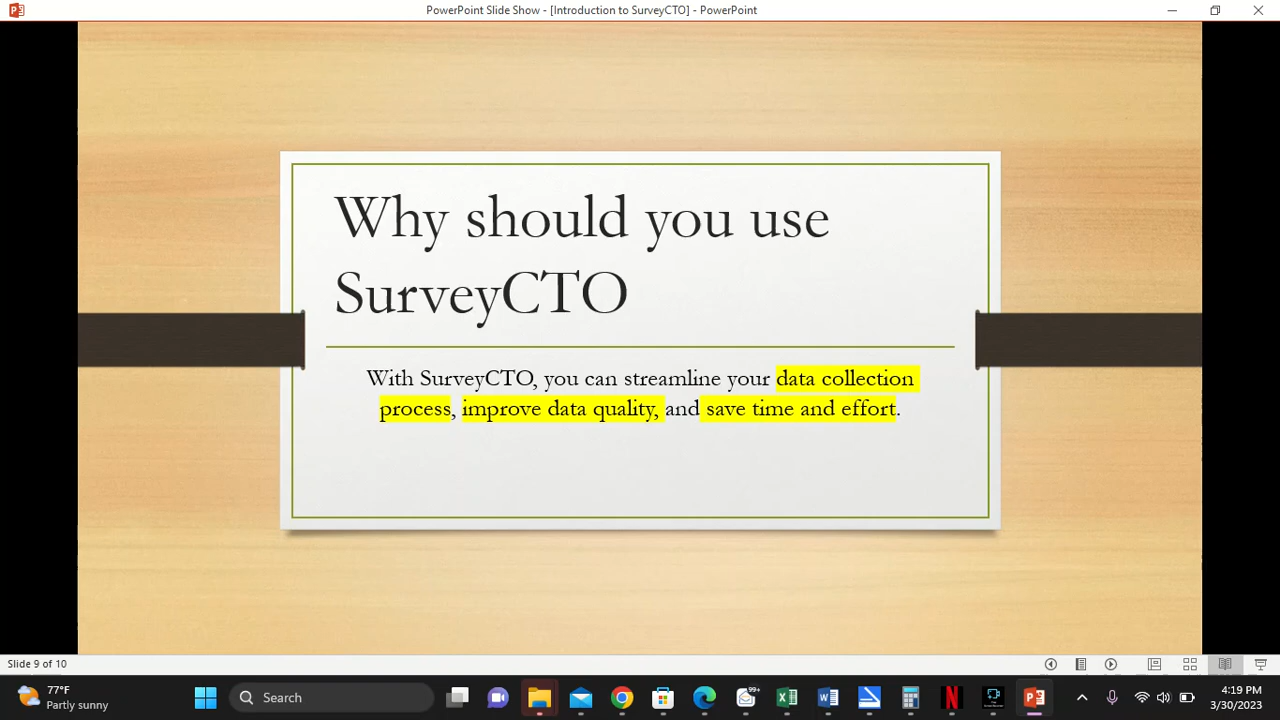 PowerPoint Slide Show - [Introduction to SurveyCTO] - PowerPoint
Why should you use
SurveyCTO
With SurveyCTO, you can streamline your data collection
process, improve data quality, and save time and effort.
Slide 9 of 10
77°F
Partly sunny
Search
99+
4:19 PM
3/30/2023